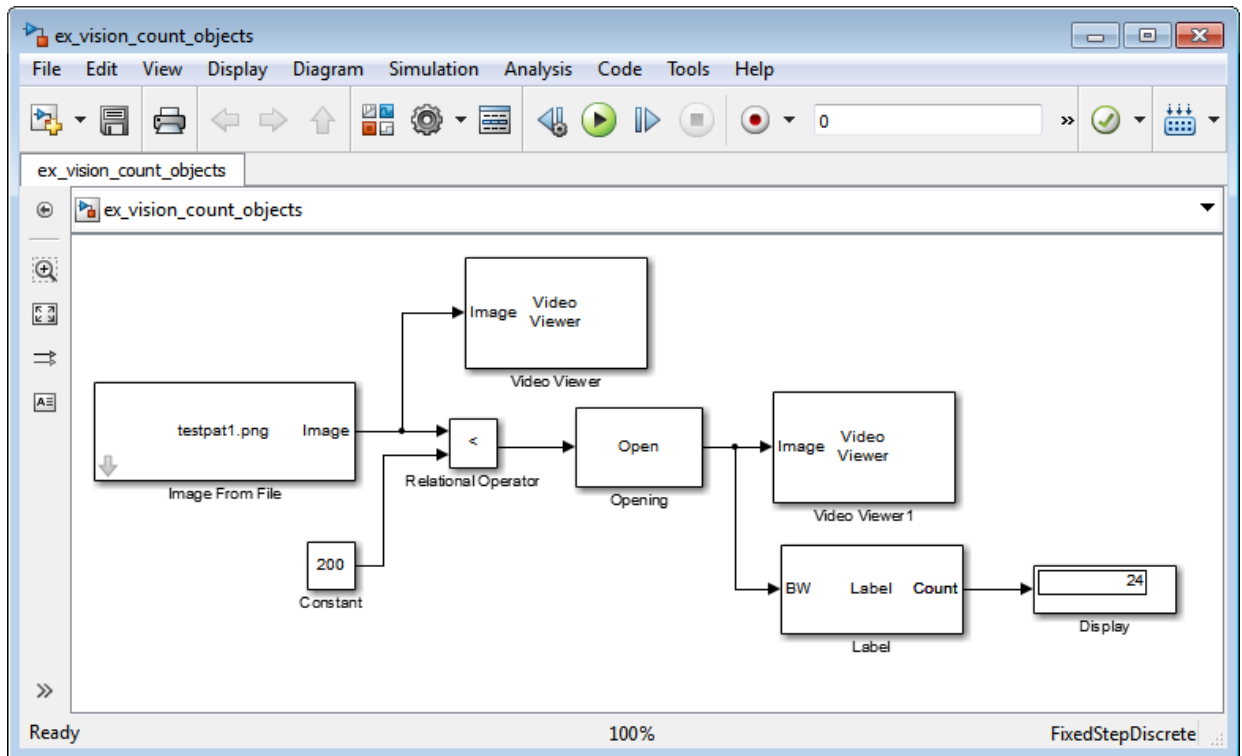 ex_vision_count_objects
File Edit View Display Diagram Simulation Analysis Code Tools Help
0
»
ex_vision_count_objects
ex_vision_count_objects
Image Video
Viewer
Video Viewer
testpat1.png Image
Image From File
<
Relational Operator
Open
Opening
Image Video
Viewer
Video Viewer1
200
Constant
BW Label Count
Label
24
Display
A
»
Ready 100% FixedStepDiscrete